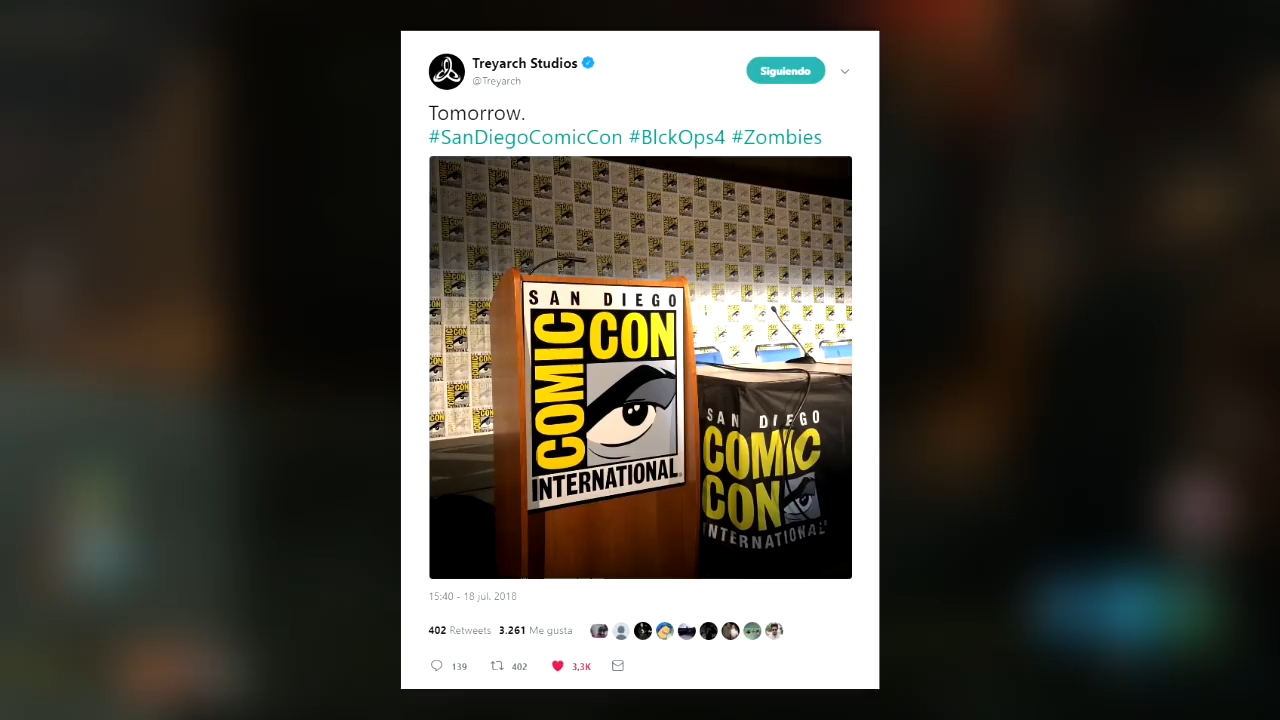 Treyarch Studios
@Treyarch
Siguiendo
Tomorrow.
#SanDiegoComicCon #BlckOps4 #Zombies
SAN DIEGO
COMIC CON
INTERNATIONAL
SAN DIEGO
COMIC
CON
INTERNATIONAL
15:40 - 18 jul. 2018
402 Retweets 3.261 Me gusta
139 402 3,3K